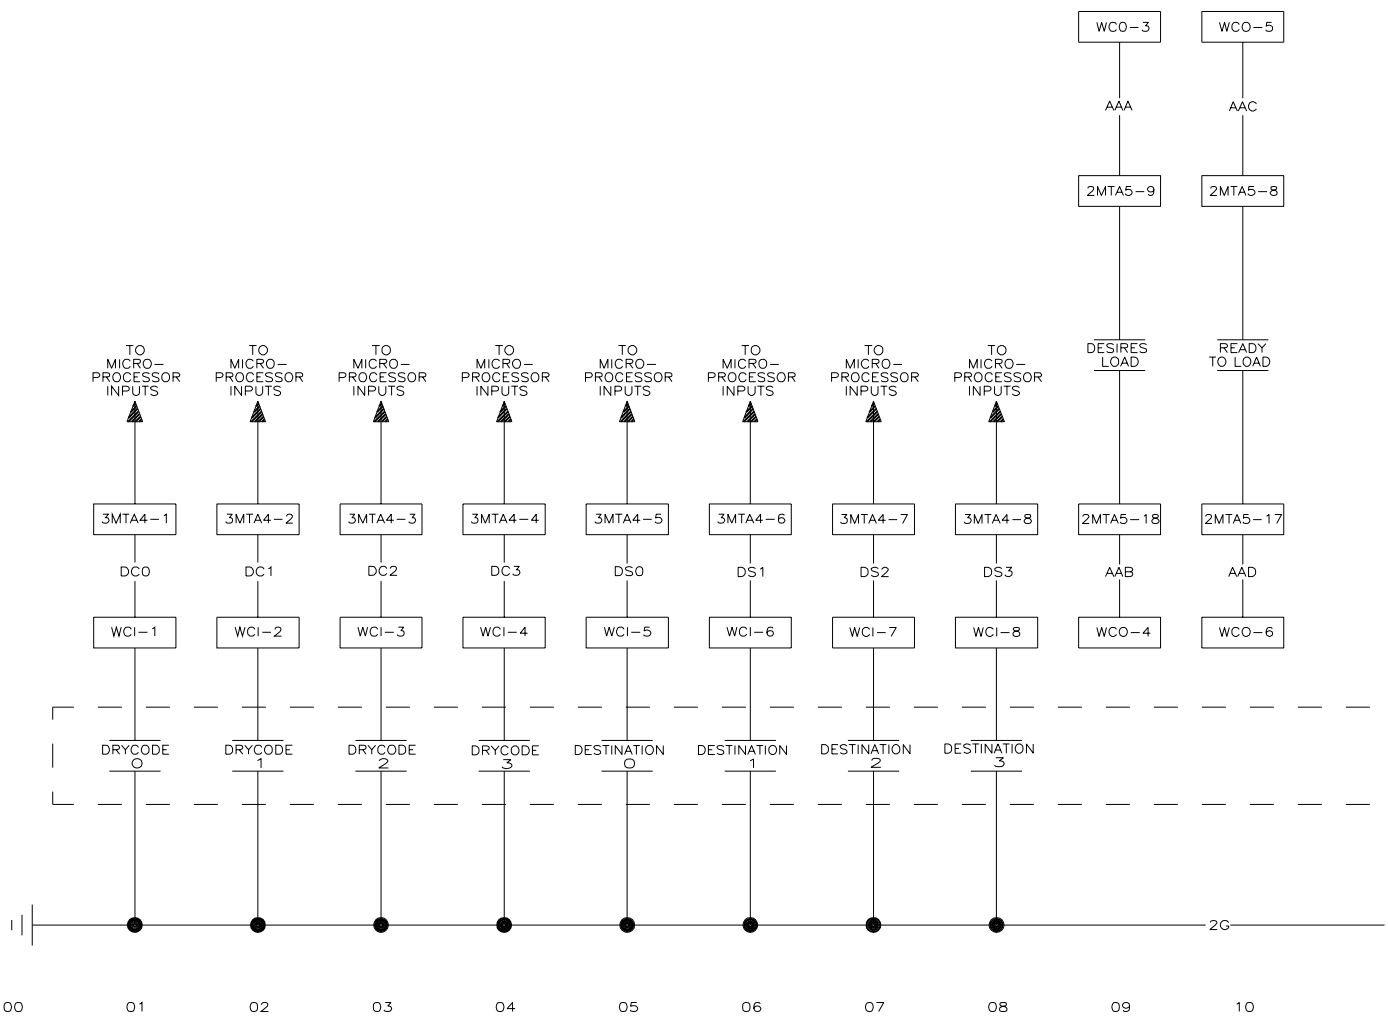 WCO-3 WCO-5
AAA AAC
2MTA5-9 2MTA5-8
DESIRES READY
LOAD TO LOAD
TO TO TO TO TO TO TO TO
MICRO- MICRO- MICRO- MICRO- MICRO- MICRO- MICRO- MICRO-
PROCESSOR PROCESSOR PROCESSOR PROCESSOR PROCESSOR PROCESSOR PROCESSOR PROCESSOR
INPUTS INPUTS INPUTS INPUTS INPUTS INPUTS INPUTS INPUTS
3MTA4-1 3MTA4-2 3MTA4-3 3MTA4-4 3MTA4-5 3MTA4-6 3MTA4-7 3MTA4-8 2MTA5-18 2MTA5-17
DC0 DC1 DC2 DC3 DS0 DS1 DS2 DS3 AAB AAD
WCI-1 WCI-2 WCI-3 WCI-4 WCI-5 WCI-6 WCI-7 WCI-8 WCO-4 WCO-6
DRYCODE DRYCODE DRYCODE DRYCODE DESTINATION DESTINATION DESTINATION DESTINATION
0 1 2 3 0 1 2 3
2G
00 01 02 03 04 05 06 07 08 09 10